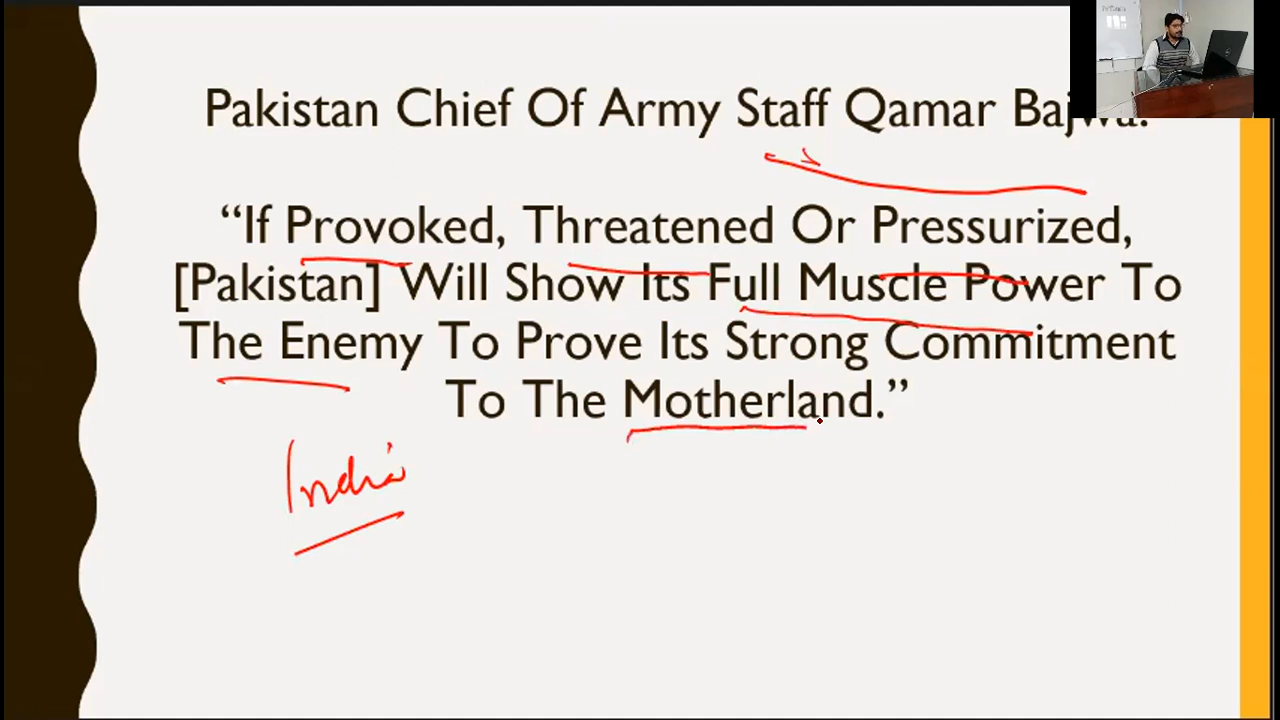 Pakistan Chief Of Army Staff Qamar Bajwa:
“If Provoked, Threatened Or Pressurized,
[Pakistan] Will Show Its Full Muscle Power To
The Enemy To Prove Its Strong Commitment
To The Motherland.”
India